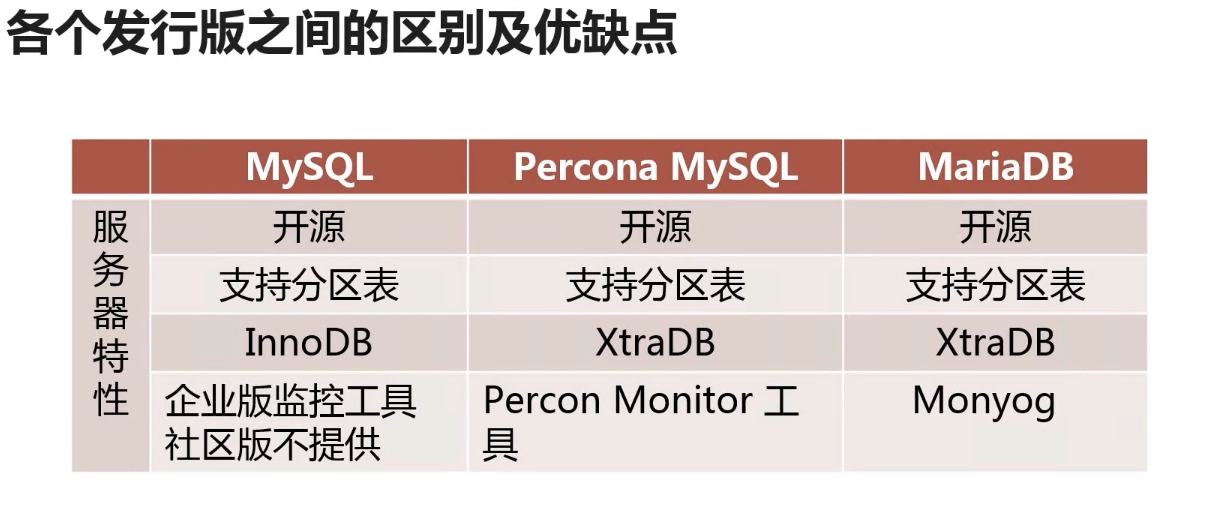 各个发行版之间的区别及优缺点
MySQL Percona MySQL MariaDB
服务器特性
开源 开源 开源
支持分区表 支持分区表 支持分区表
InnoDB XtraDB XtraDB
企业版监控工具 Percon Monitor 工 Monyog
社区版不提供 具